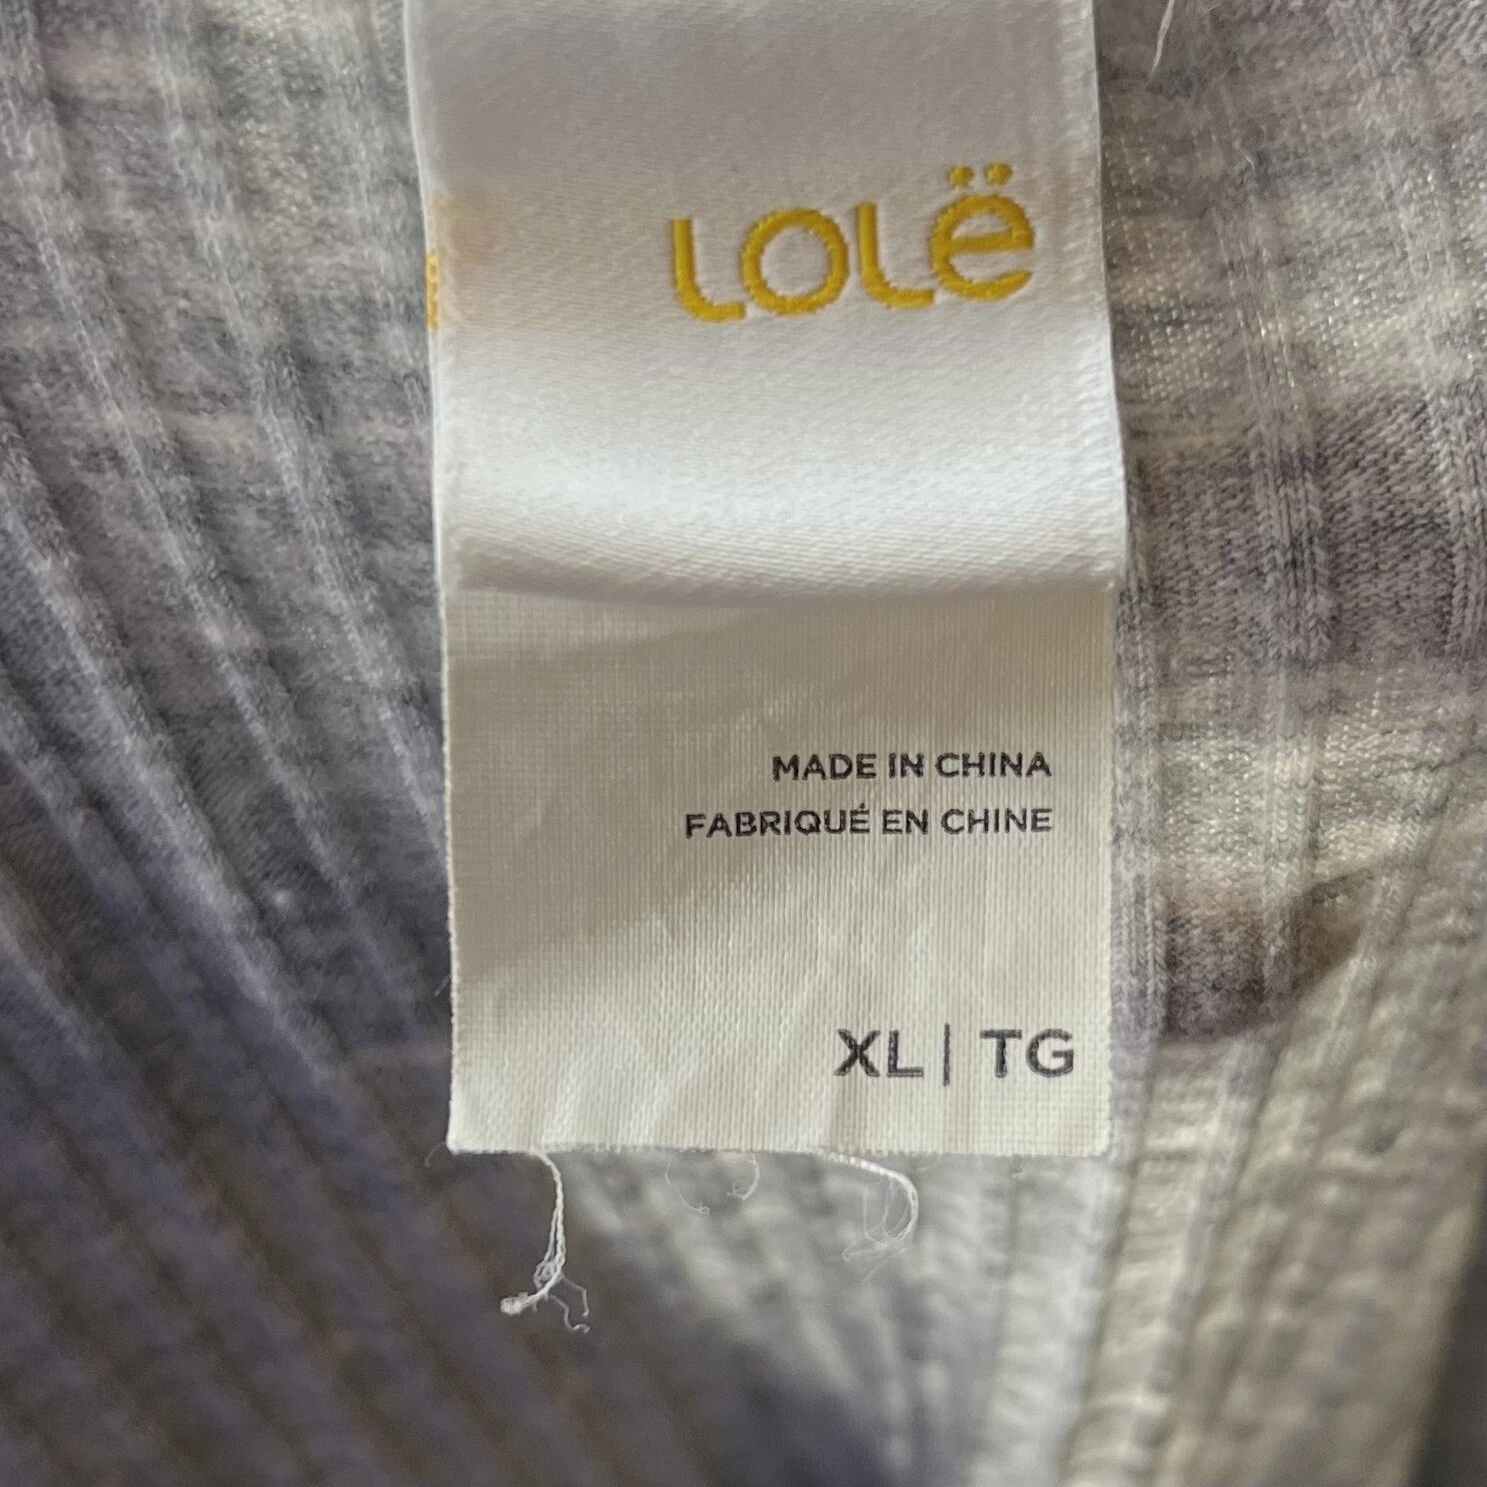 Lolë
MADE IN CHINA
FABRIQUÉ EN CHINE
XL | TG